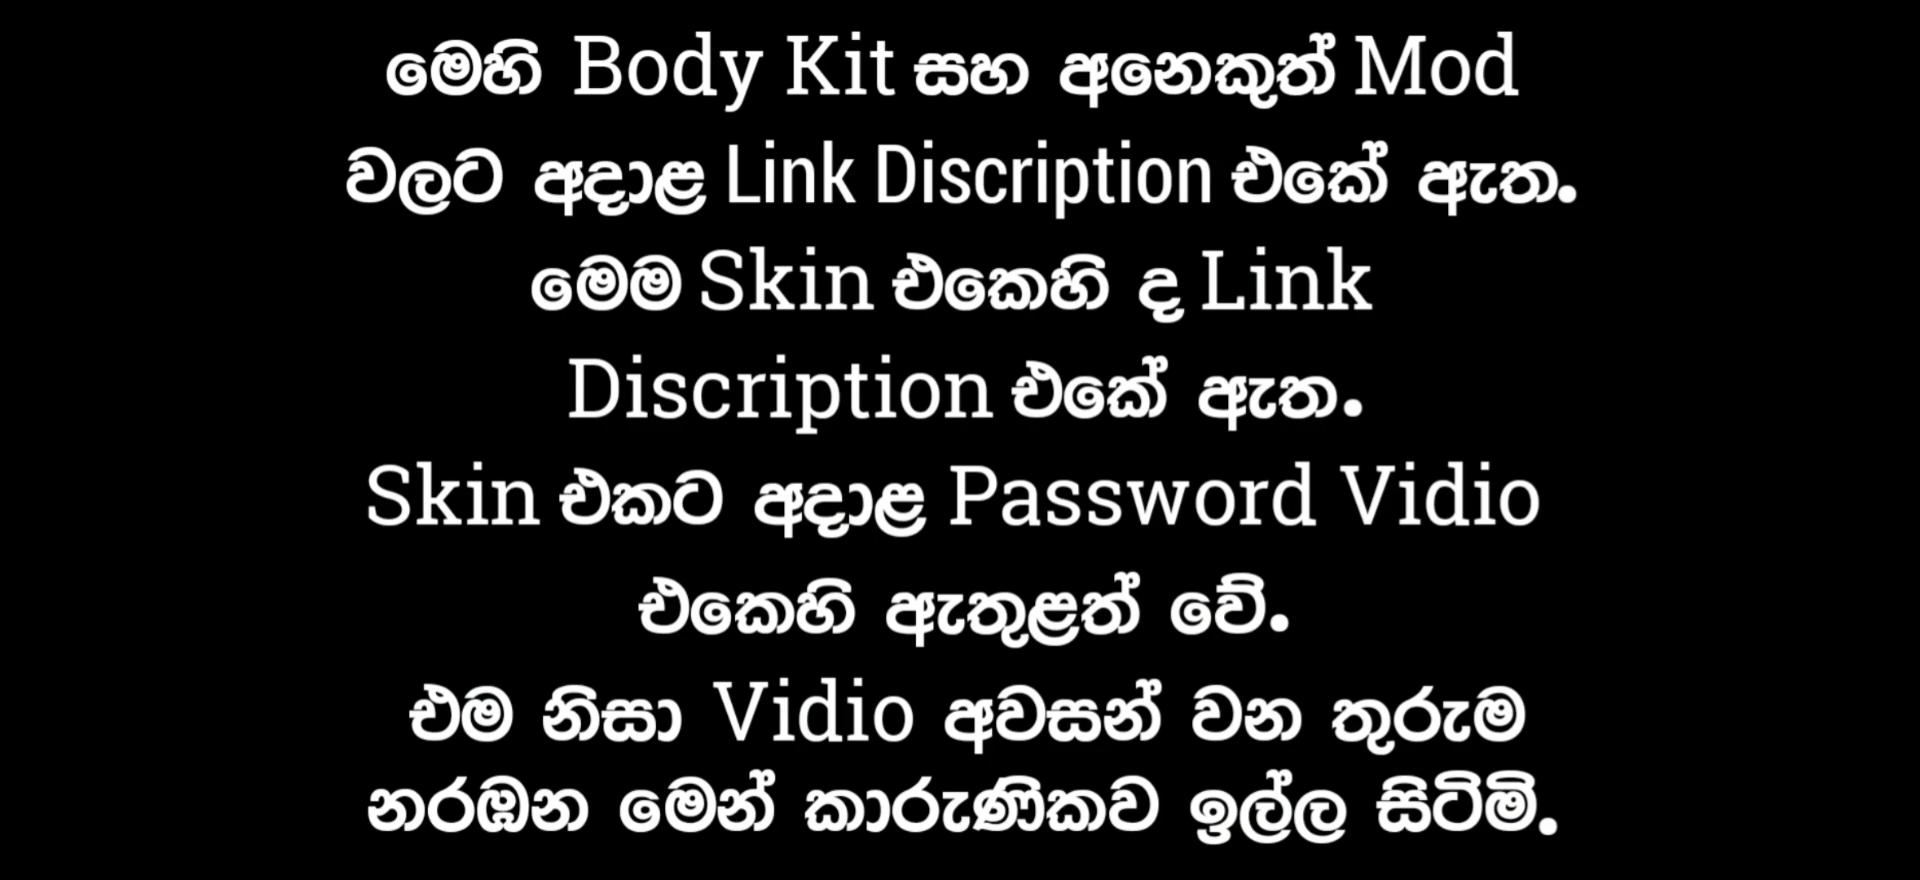 මෙහි Body Kit සහ අනෙකුත් Mod
වලට අදාළ Link Discription එකේ ඇත.
මෙම Skin එකෙහි ද Link
Discription එකේ ඇත.
Skin එකට අදාළ Password Vidio
එකෙහි ඇතුළත් වේ.
එම නිසා Vidio අවසන් වන තුරුම
නරඹන මෙන් කාරුණිකව ඉල්ල සිටිමි.